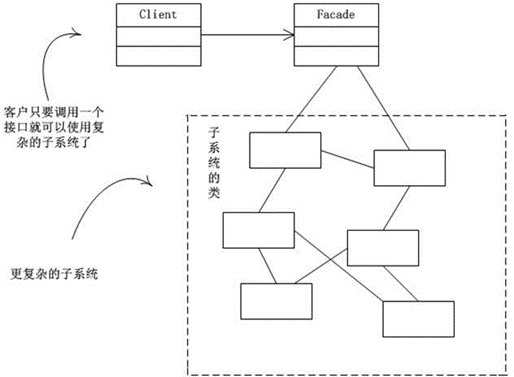 Client
Facade
客户只要调用一个
接口就可以使用复
杂的子系统了
子系统的类
更复杂的子系统